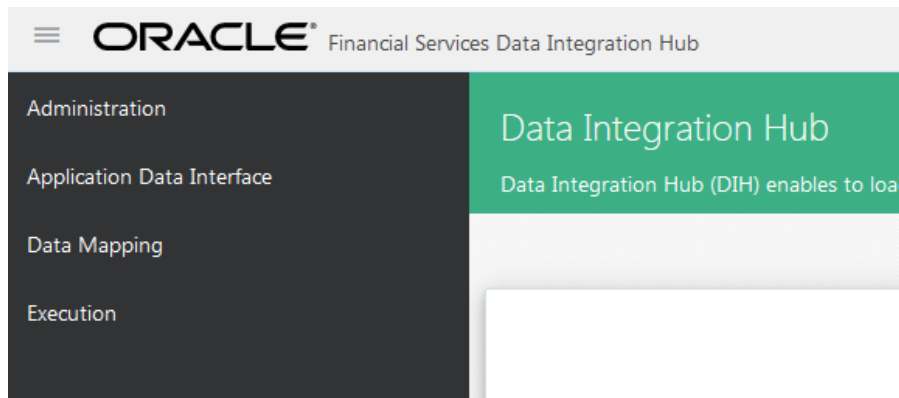 ORACLE® Financial Services Data Integration Hub
Administration
Application Data Interface
Data Mapping
Execution
Data Integration Hub
Data Integration Hub (DIH) enables to loa